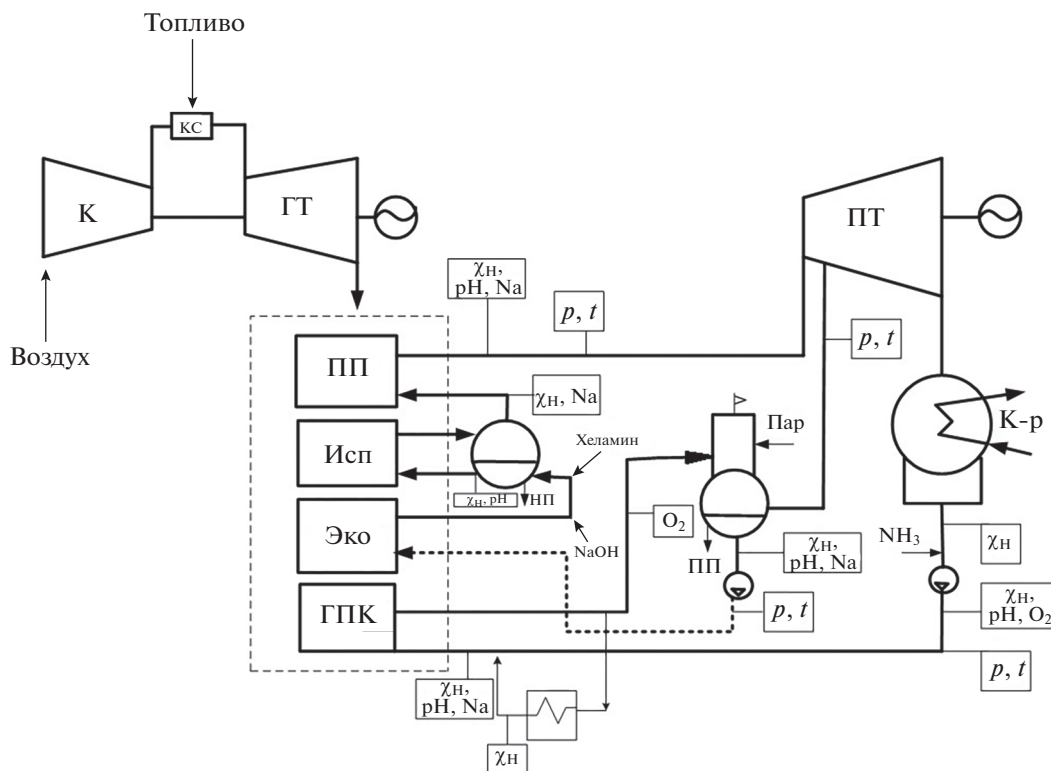 Топливо
КС
К
ГТ
ПТ
Воздух
χН,
pH, Na
p, t
p, t
ПП
χН, Na
Пар
К-р
Исп
Хеламин
χН, pH
НП
O2
Эко
NaOH
ПП
χН,
pH, Na
NH3
χН
ГПК
p, t
χН,
pH, O2
χН,
pH, Na
p, t
χН